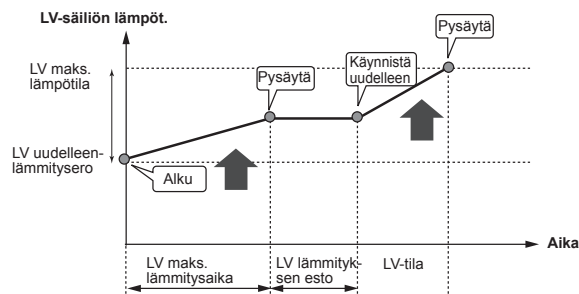 LV-säiliön lämpöt.
LV maks.
lämpötila
LV uudelleen-
lämmitysero
Alku
Pysäytä
Käynnistä
uudelleen
Pysäytä
Aika
LV maks.
lämmitysaika
LV lämmityk-
sen esto
LV-tila